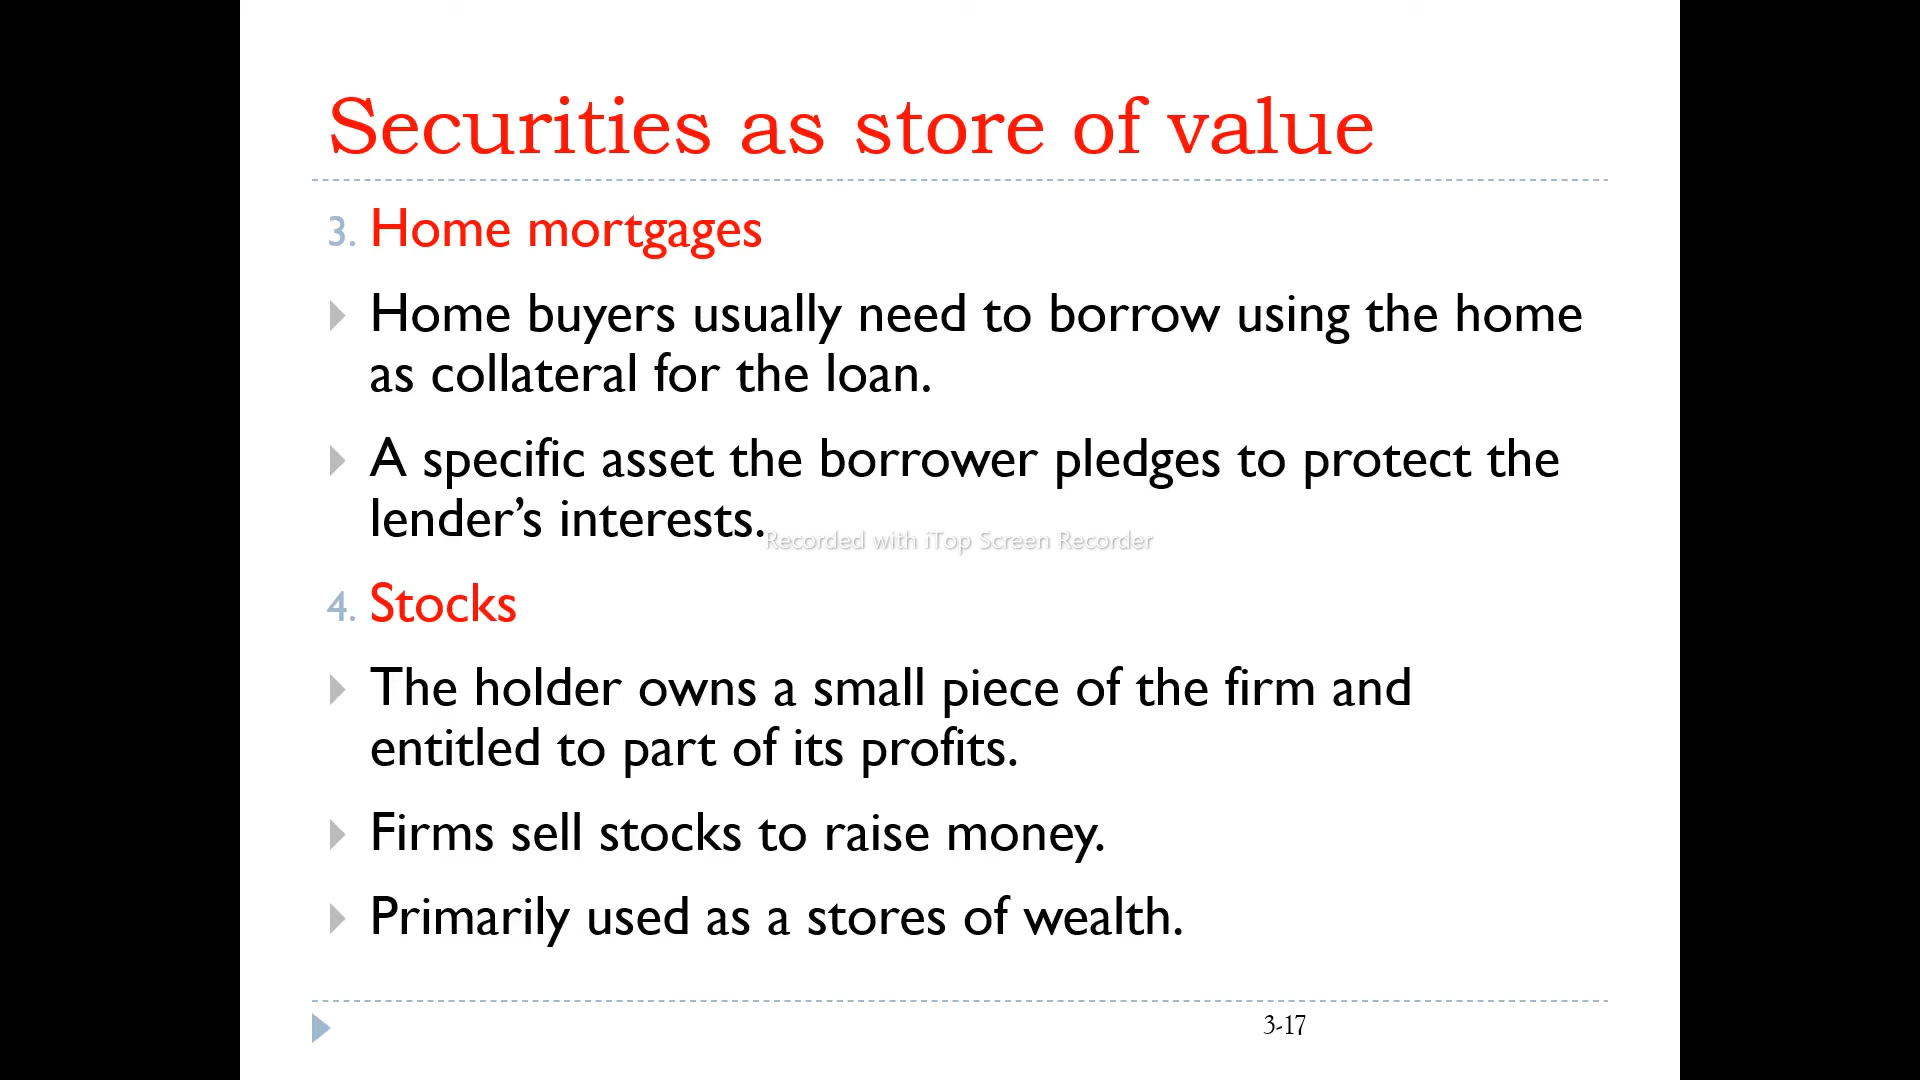 Securities as store of value
3. Home mortgages
Home buyers usually need to borrow using the home
as collateral for the loan.
A specific asset the borrower pledges to protect the
lender’s interests.
Recorded with iTop Screen Recorder
4. Stocks
The holder owns a small piece of the firm and
entitled to part of its profits.
Firms sell stocks to raise money.
Primarily used as a stores of wealth.
3-17